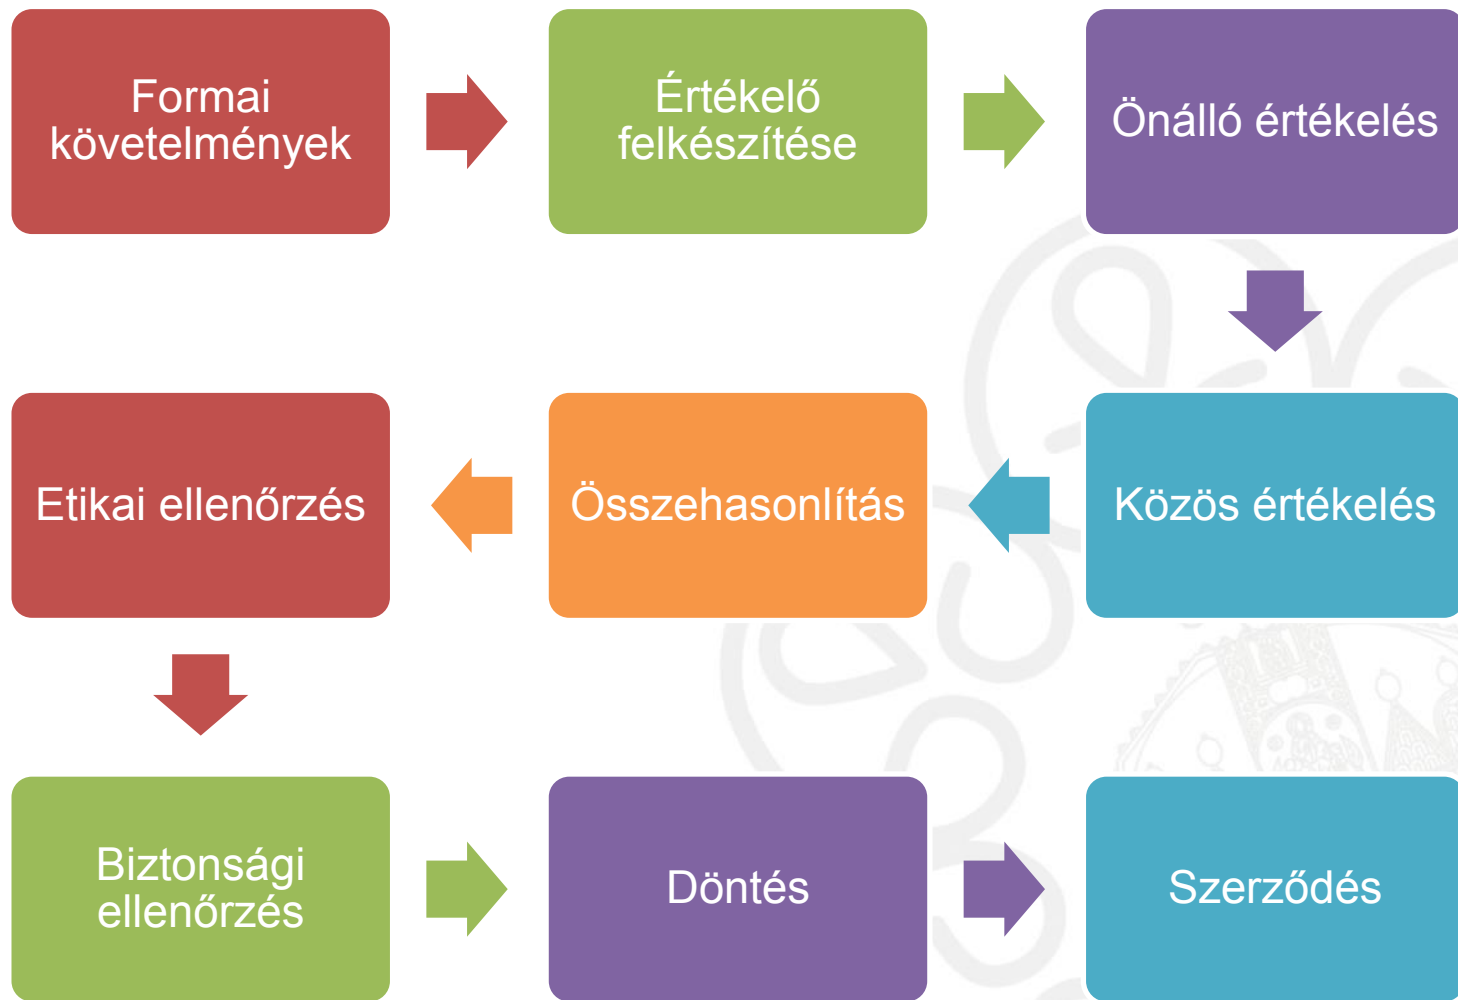 Formai
követelmények
Értékelő
felkészítése
Önálló értékelés
Közös értékelés
Összehasonlítás
Etikai ellenőrzés
Biztonsági
ellenőrzés
Döntés
Szerződés